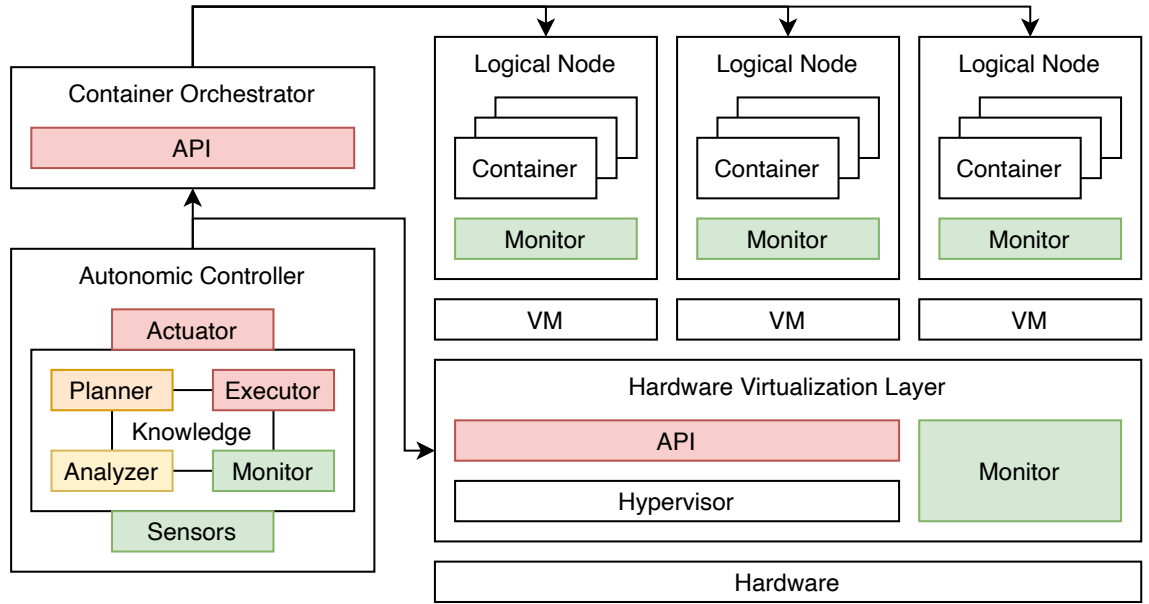 Container Orchestrator
API
Autonomic Controller
Actuator
Planner
Executor
Knowledge
Analyzer
Monitor
Sensors
Logical Node
Container
Monitor
VM
Logical Node
Container
Monitor
VM
Logical Node
Container
Monitor
VM
Hardware Virtualization Layer
API
Hypervisor
Monitor
Hardware